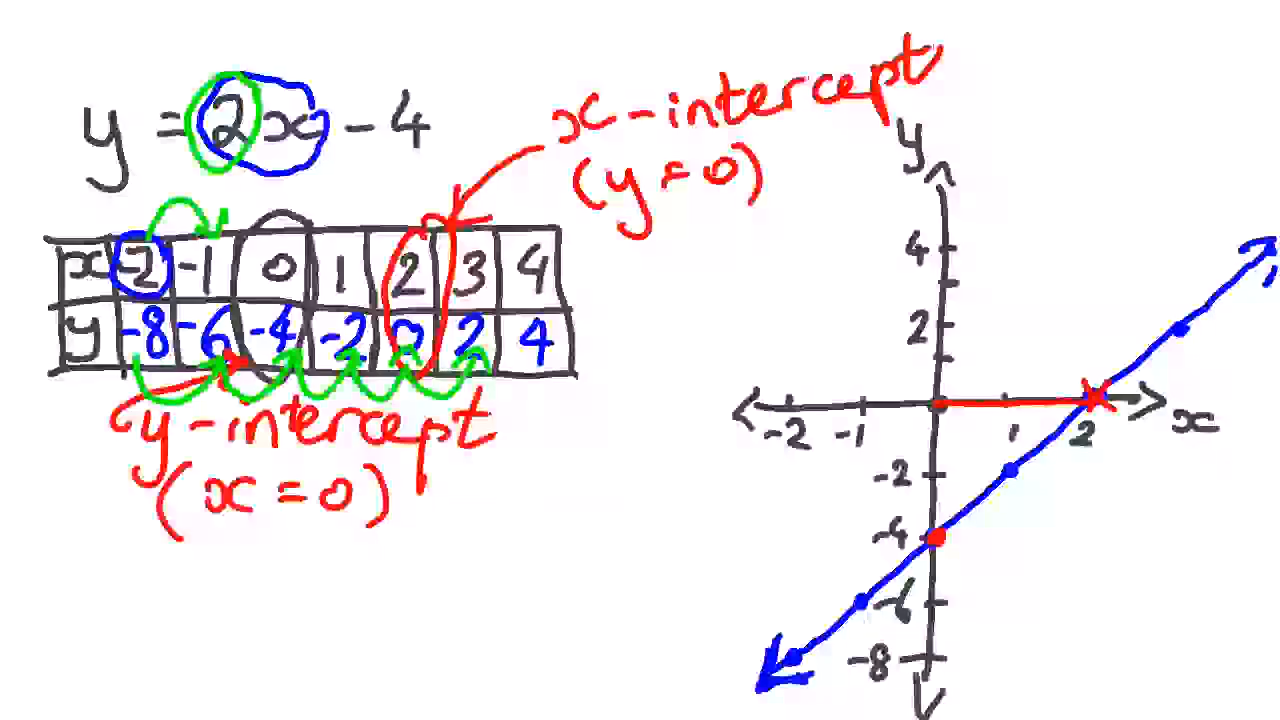 y = 2x - 4
x-intercept
(y = 0)
x -2 -1 0 1 2 3 4
y -8 -6 -4 -2 0 2 4
y-intercept
(x = 0)
y
4
2
-2 -1 1 2 x
-2
-4
-6
-8